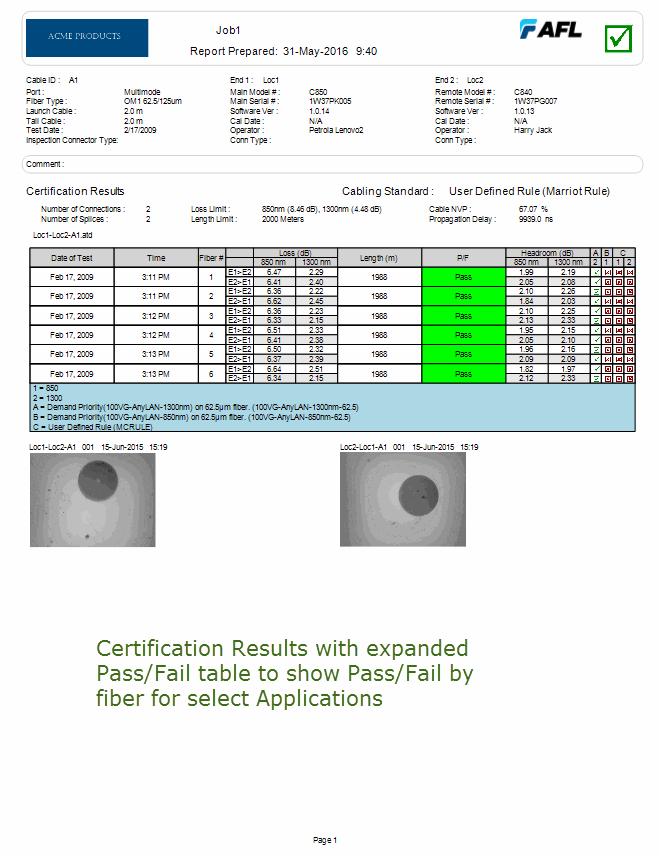 ACME PRODUCTS
Job1
AFL
Report Prepared: 31-May-2016 9:40
Cable ID : A1 End 1 : Loc1 End 2 : Loc2
Port : Multimode Main Model # : C850 Remote Model # : C840
Fiber Type : OM1 62.5/125um Main Serial # : 1W37PK005 Remote Serial # : 1W37PG007
Launch Cable : 2.0 m Software Ver : 1.0.14 Software Ver : 1.0.13
Tail Cable : 2.0 m Cal Date : N/A Cal Date : N/A
Test Date : 2/17/2009 Operator : Petrola Lenovo2 Operator : Harry Jack
Inspection Connector Type: Conn Type : Conn Type :
Comment :
Certification Results Cabling Standard : User Defined Rule (Marriot Rule)
Number of Connections : 2 Loss Limit : 850nm (8.46 dB), 1300nm (4.48 dB) Cable NVP : 67.07 %
Number of Splices : 2 Length Limit : 2000 Meters Propagation Delay : 9939.0 ns
Loc1-Loc2-A1.atd
Date of Test Time Fiber # Loss (dB) Length (m) P/F Headroom (dB) A B C
850 nm 1300 nm 850 nm 1300 nm 2 1 1 2
Feb 17, 2009 3:11 PM 1 E1>E2 6.47 2.29 1988 Pass 1.99 2.19
E2>E1 6.41 2.40 2.05 2.08
Feb 17, 2009 3:11 PM 2 E1>E2 6.36 2.22 1988 Pass 2.10 2.26
E2>E1 6.62 2.45 1.84 2.03
Feb 17, 2009 3:12 PM 3 E1>E2 6.36 2.23 1988 Pass 2.10 2.25
E2>E1 6.33 2.15 2.13 2.33
Feb 17, 2009 3:12 PM 4 E1>E2 6.51 2.33 1988 Pass 1.95 2.15
E2>E1 6.41 2.38 2.05 2.10
Feb 17, 2009 3:13 PM 5 E1>E2 6.50 2.32 1988 Pass 1.96 2.16
E2>E1 6.37 2.39 2.09 2.09
Feb 17, 2009 3:13 PM 6 E1>E2 6.64 2.51 1988 Pass 1.82 1.97
E2>E1 6.34 2.15 2.12 2.33
1 = 850
2 = 1300
A = Demand Priority(100VG-AnyLAN-1300nm) on 62.5µm fiber. (100VG-AnyLAN-1300nm-62.5)
B = Demand Priority(100VG-AnyLAN-850nm) on 62.5µm fiber. (100VG-AnyLAN-850nm-62.5)
C = User Defined Rule (MCRULE)
Loc1-Loc2-A1 001 15-Jun-2015 15:19 Loc2-Loc1-A1 001 15-Jun-2015 15:19
Certification Results with expanded
Pass/Fail table to show Pass/Fail by
fiber for select Applications
Page 1